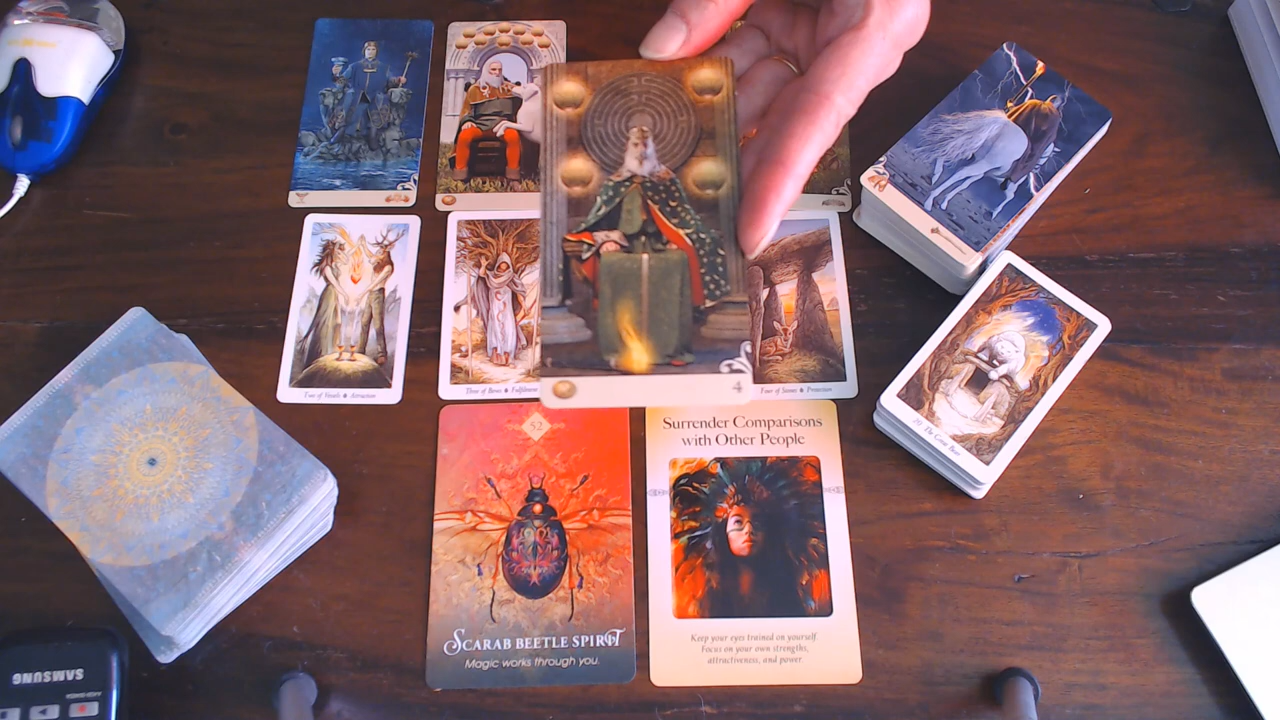 4
Four of Vessels Attraction
Three of Bows Fulfilment
Four of Stones Protection
20 The Great Bear
52
SCARAB BEETLE SPIRIT
Magic works through you.
Surrender Comparisons
with Other People
Keep your eyes trained on yourself.
Focus on your own strengths,
attractiveness, and power.
SAMSUNG